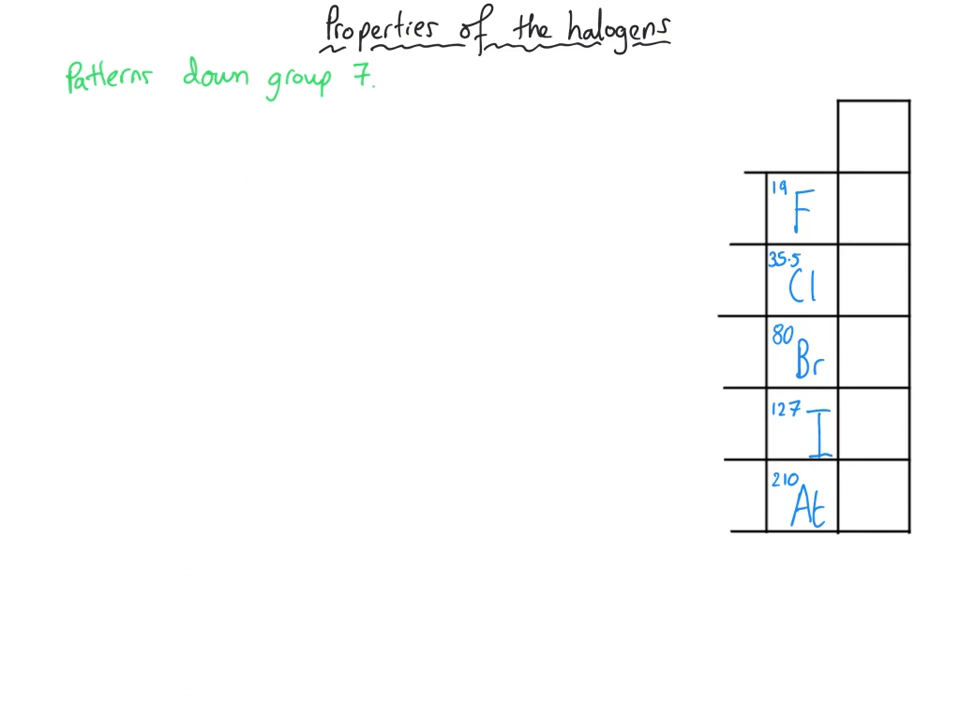 Properties of the halogens
Patterns down group 7.
19
F
35.5
Cl
80
Br
127
I
210
At